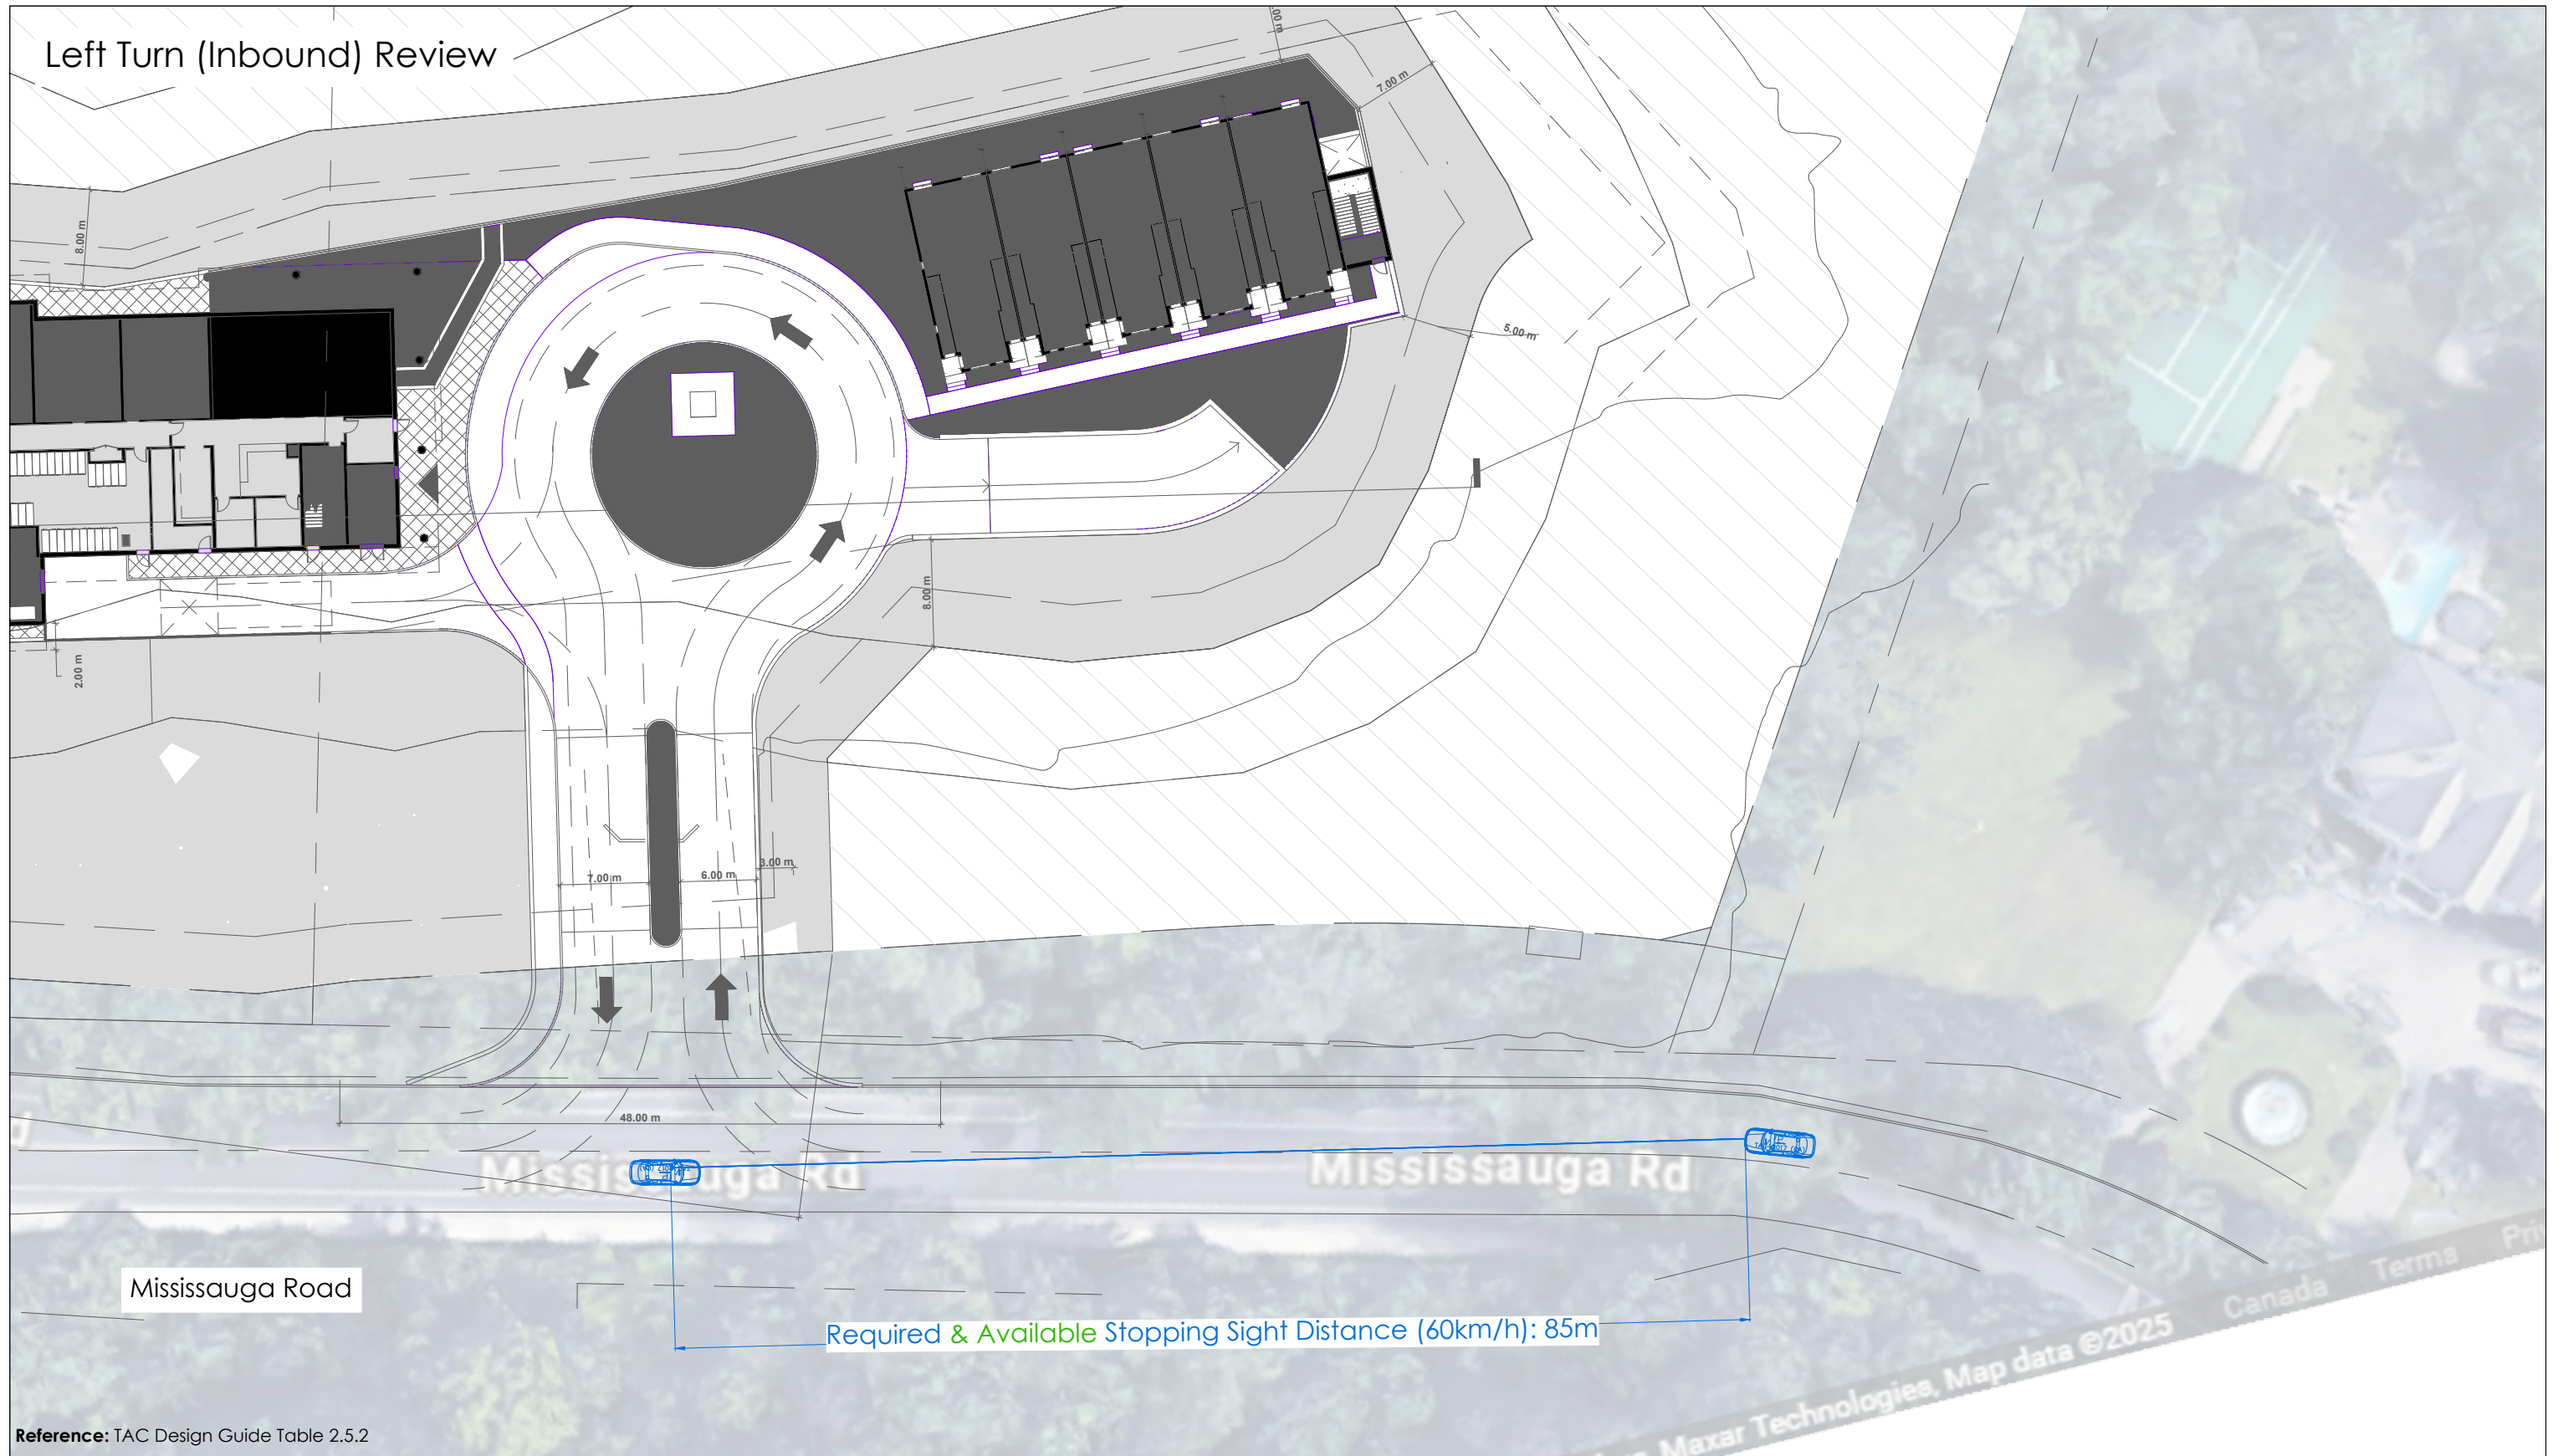 Left Turn (Inbound) Review
7.00 m
8.00 m
5.00 m
8.00 m
2.00 m
3.00 m
7.00 m
6.00 m
48.00 m
Mississauga Rd
Mississauga Rd
Mississauga Road
Required & Available Stopping Sight Distance (60km/h): 85m
Canada Terms
Maxar Technologies, Map data ©2025
Reference: TAC Design Guide Table 2.5.2